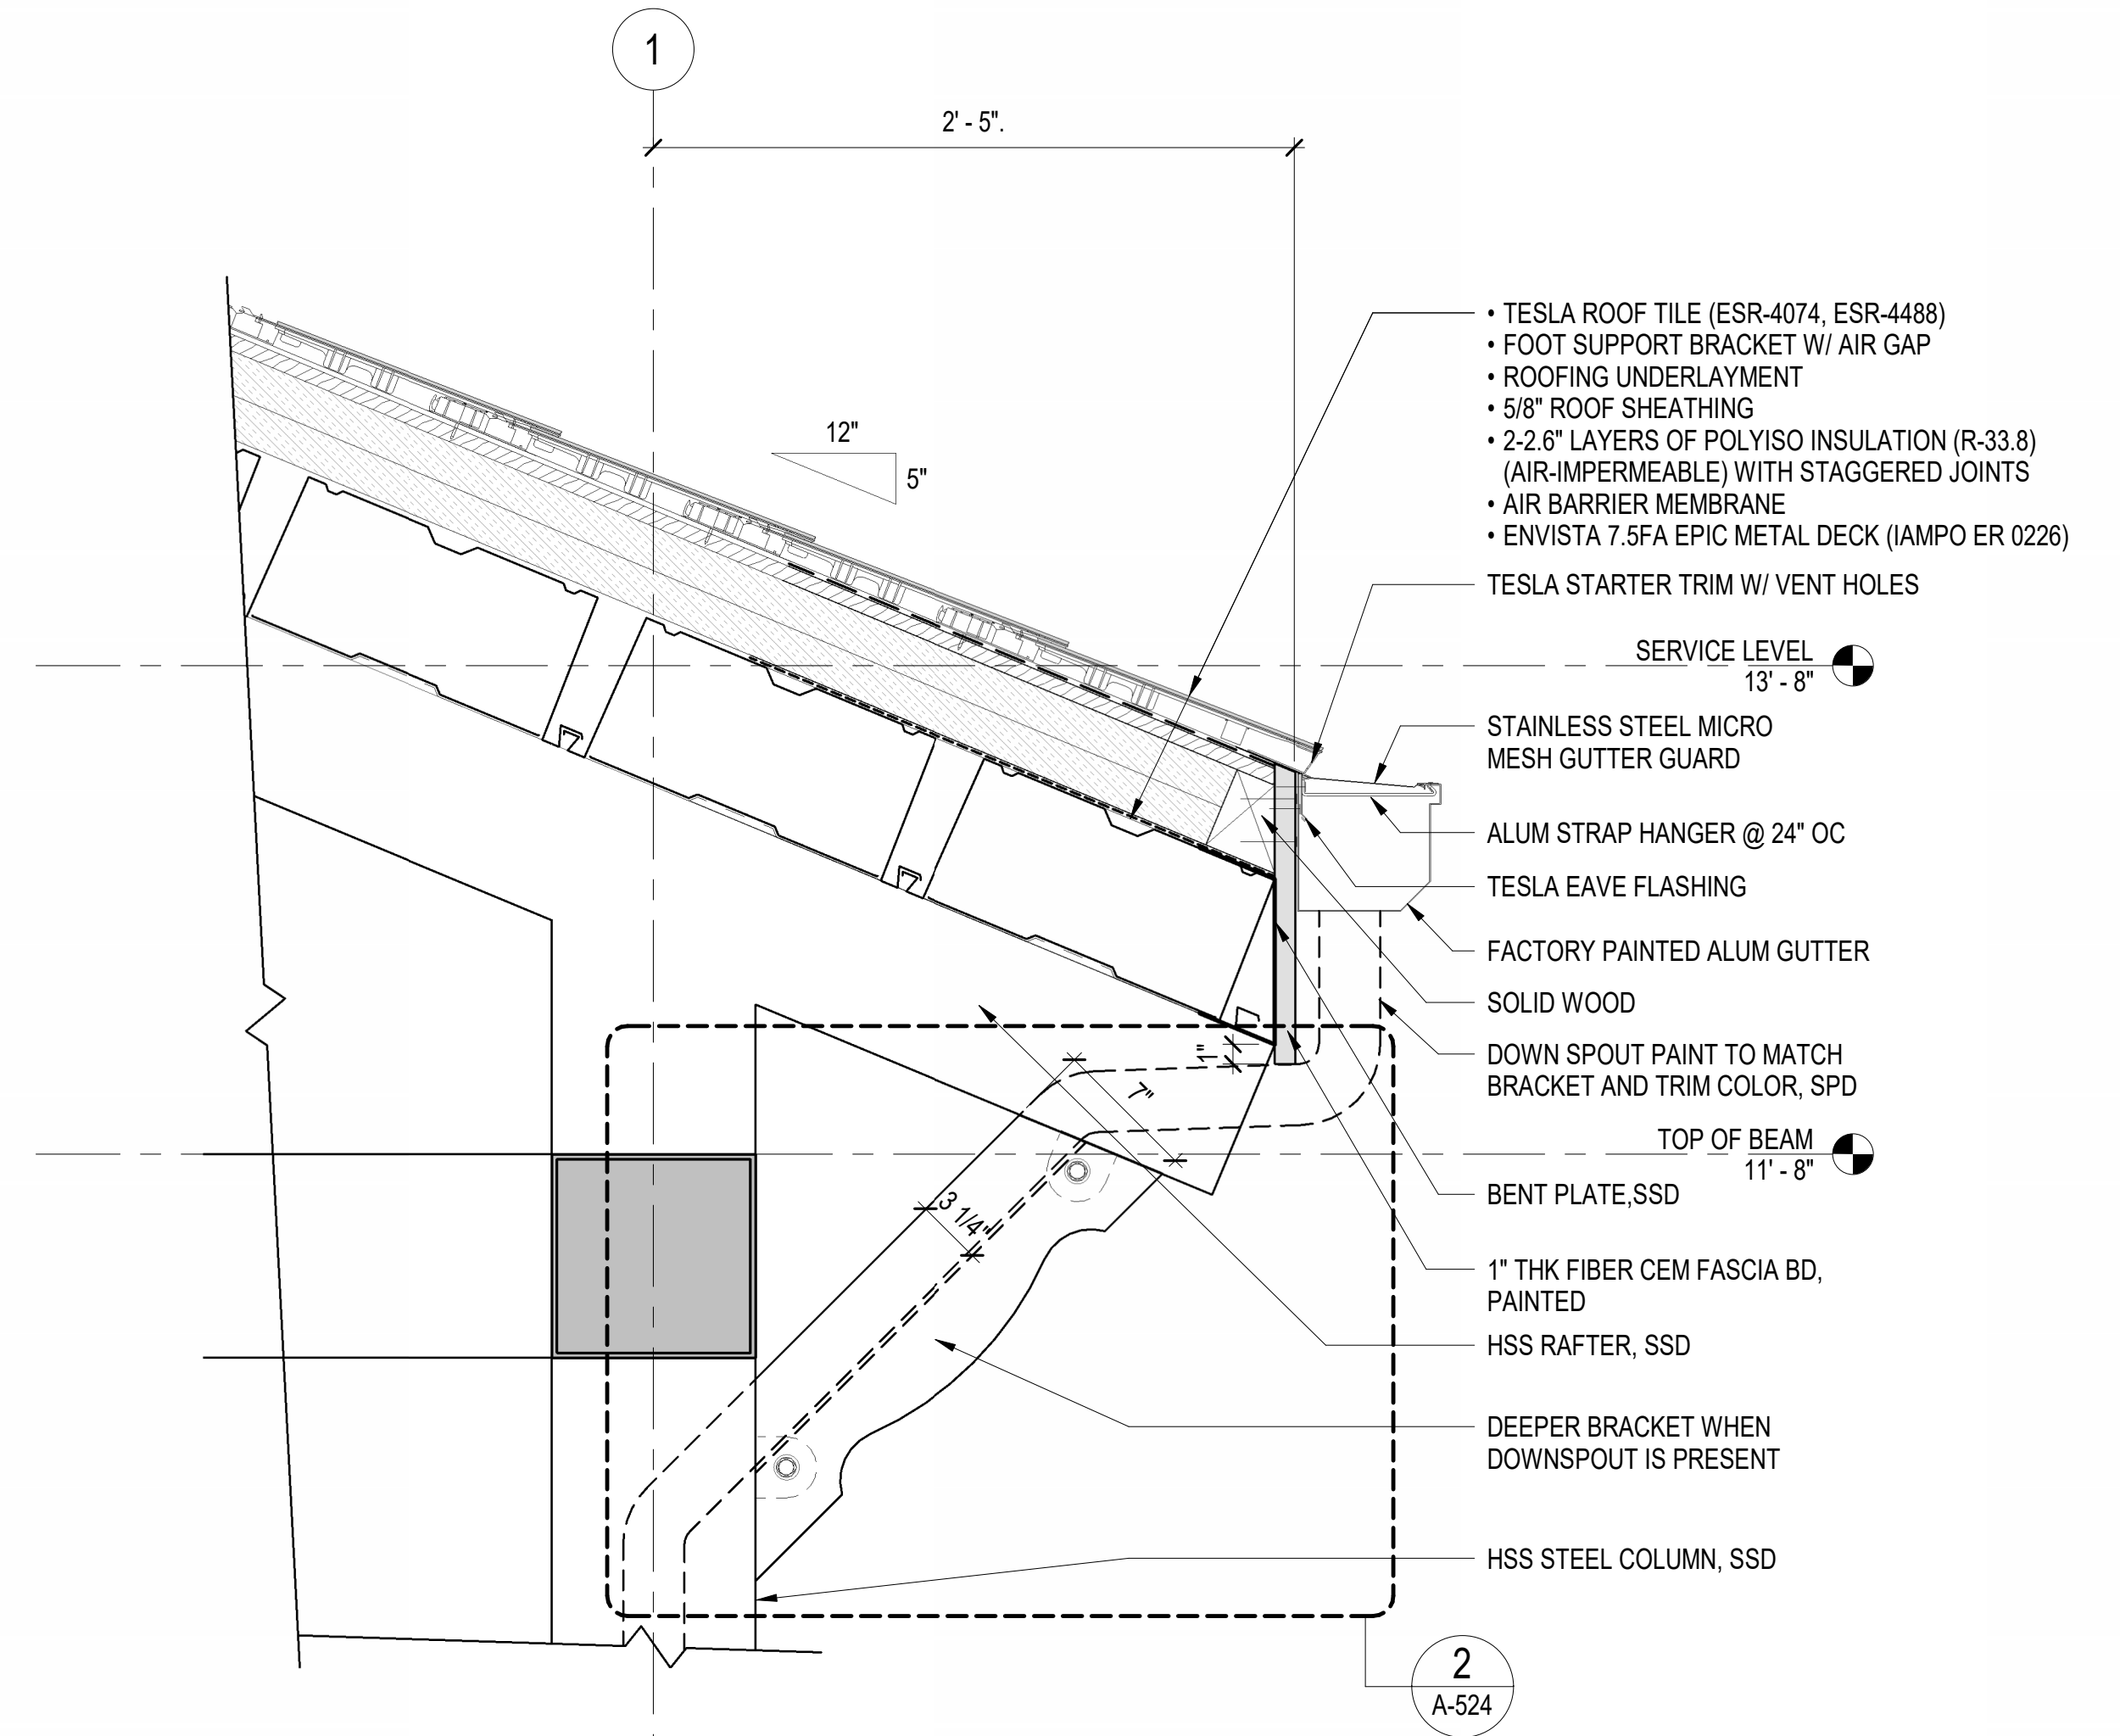 1
2' - 5".
12"
5"
• TESLA ROOF TILE (ESR-4074, ESR-4488)
• FOOT SUPPORT BRACKET W/ AIR GAP
• ROOFING UNDERLAYMENT
• 5/8" ROOF SHEATHING
• 2-2.6" LAYERS OF POLYISO INSULATION (R-33.8)
(AIR-IMPERMEABLE) WITH STAGGERED JOINTS
• AIR BARRIER MEMBRANE
• ENVISTA 7.5FA EPIC METAL DECK (IAMPO ER 0226)
TESLA STARTER TRIM W/ VENT HOLES
SERVICE LEVEL
13' - 8"
STAINLESS STEEL MICRO
MESH GUTTER GUARD
ALUM STRAP HANGER @ 24" OC
TESLA EAVE FLASHING
FACTORY PAINTED ALUM GUTTER
SOLID WOOD
DOWN SPOUT PAINT TO MATCH
BRACKET AND TRIM COLOR, SPD
TOP OF BEAM
11' - 8"
BENT PLATE,SSD
1" THK FIBER CEM FASCIA BD,
PAINTED
HSS RAFTER, SSD
DEEPER BRACKET WHEN
DOWNSPOUT IS PRESENT
HSS STEEL COLUMN, SSD
1"
7"
3 1/4"
2
A-524